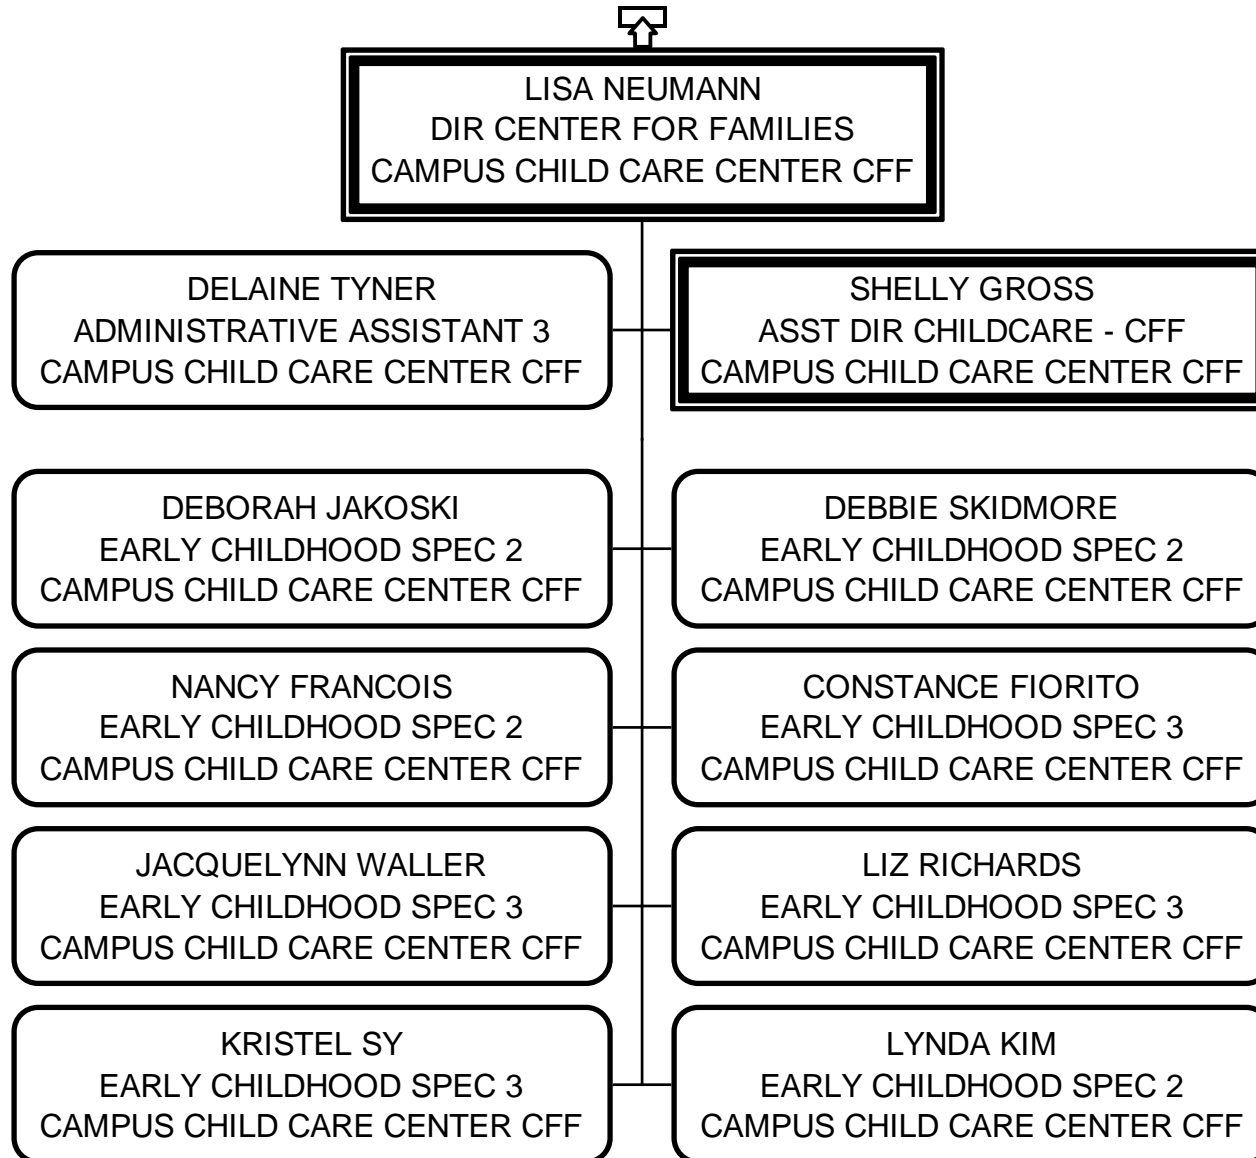 LISA NEUMANN
DIR CENTER FOR FAMILIES
CAMPUS CHILD CARE CENTER CFF
DELAINE TYNER
ADMINISTRATIVE ASSISTANT 3
CAMPUS CHILD CARE CENTER CFF
SHELLY GROSS
ASST DIR CHILDCARE - CFF
CAMPUS CHILD CARE CENTER CFF
DEBORAH JAKOSKI
EARLY CHILDHOOD SPEC 2
CAMPUS CHILD CARE CENTER CFF
DEBBIE SKIDMORE
EARLY CHILDHOOD SPEC 2
CAMPUS CHILD CARE CENTER CFF
NANCY FRANCOIS
EARLY CHILDHOOD SPEC 2
CAMPUS CHILD CARE CENTER CFF
CONSTANCE FIORITO
EARLY CHILDHOOD SPEC 3
CAMPUS CHILD CARE CENTER CFF
JACQUELYNN WALLER
EARLY CHILDHOOD SPEC 3
CAMPUS CHILD CARE CENTER CFF
LIZ RICHARDS
EARLY CHILDHOOD SPEC 3
CAMPUS CHILD CARE CENTER CFF
KRISTEL SY
EARLY CHILDHOOD SPEC 3
CAMPUS CHILD CARE CENTER CFF
LYNDA KIM
EARLY CHILDHOOD SPEC 2
CAMPUS CHILD CARE CENTER CFF